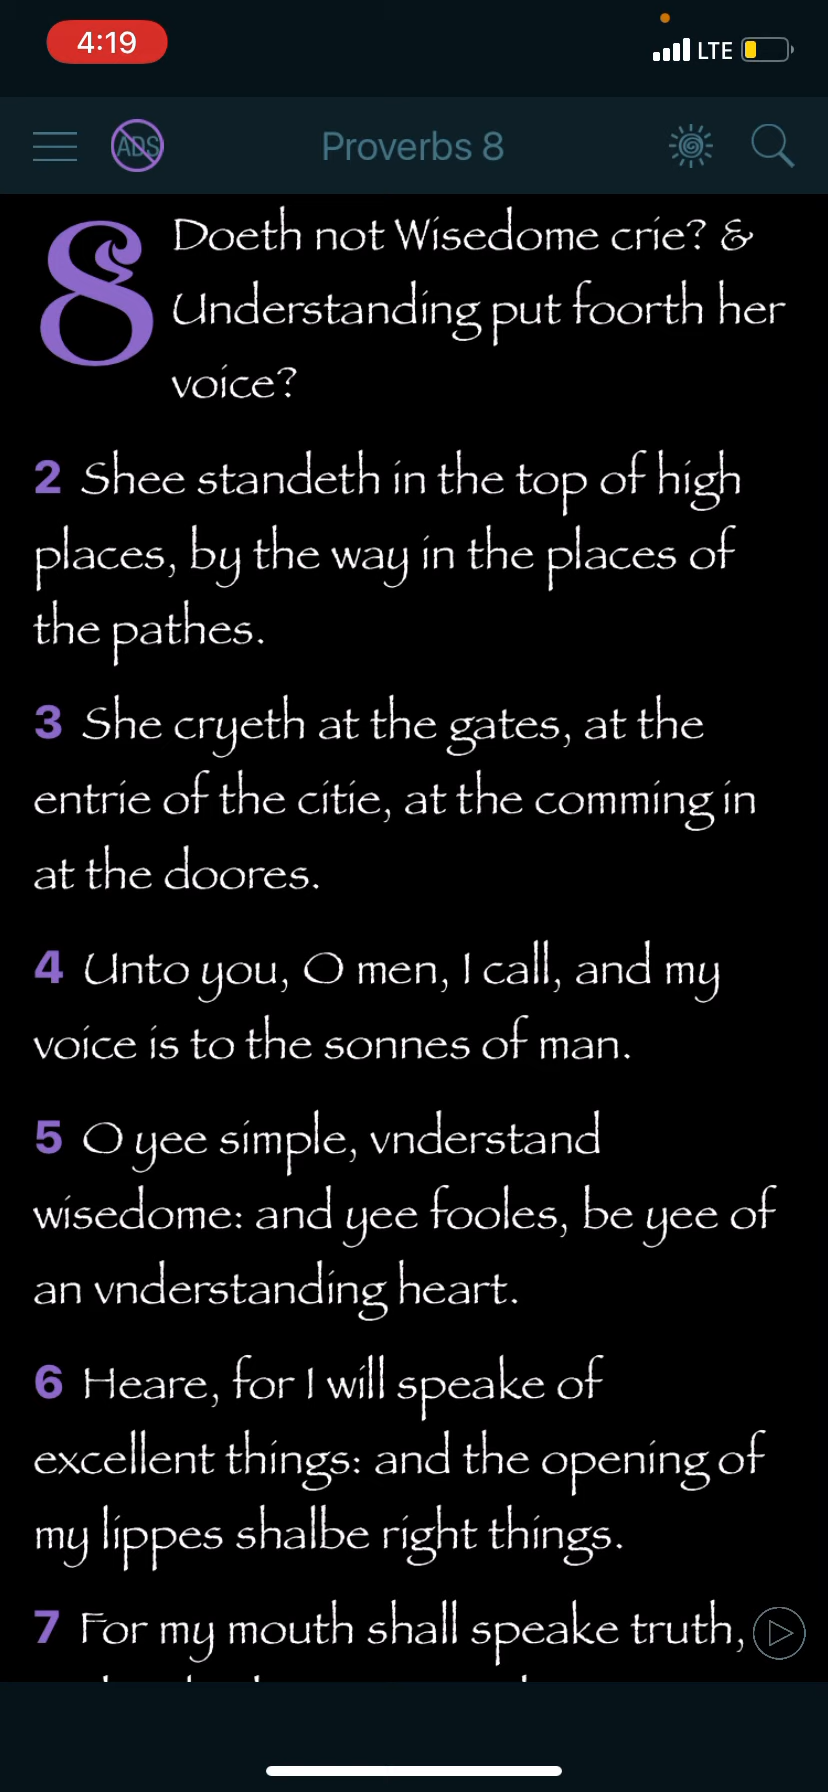 4:19
LTE
ADS
Proverbs 8
8
Doeth not Wisedome crie? &
Understanding put foorth her
voice?
2 Shee standeth in the top of high
places, by the way in the places of
the pathes.
3 She cryeth at the gates, at the
entrie of the citie, at the comming in
at the doores.
4 Unto you, O men, I call, and my
voice is to the sonnes of man.
5 O yee simple, vnderstand
wisedome: and yee fooles, be yee of
an vnderstanding heart.
6 Heare, for I will speake of
excellent things: and the opening of
my lippes shalbe right things.
7 For my mouth shall speake truth,